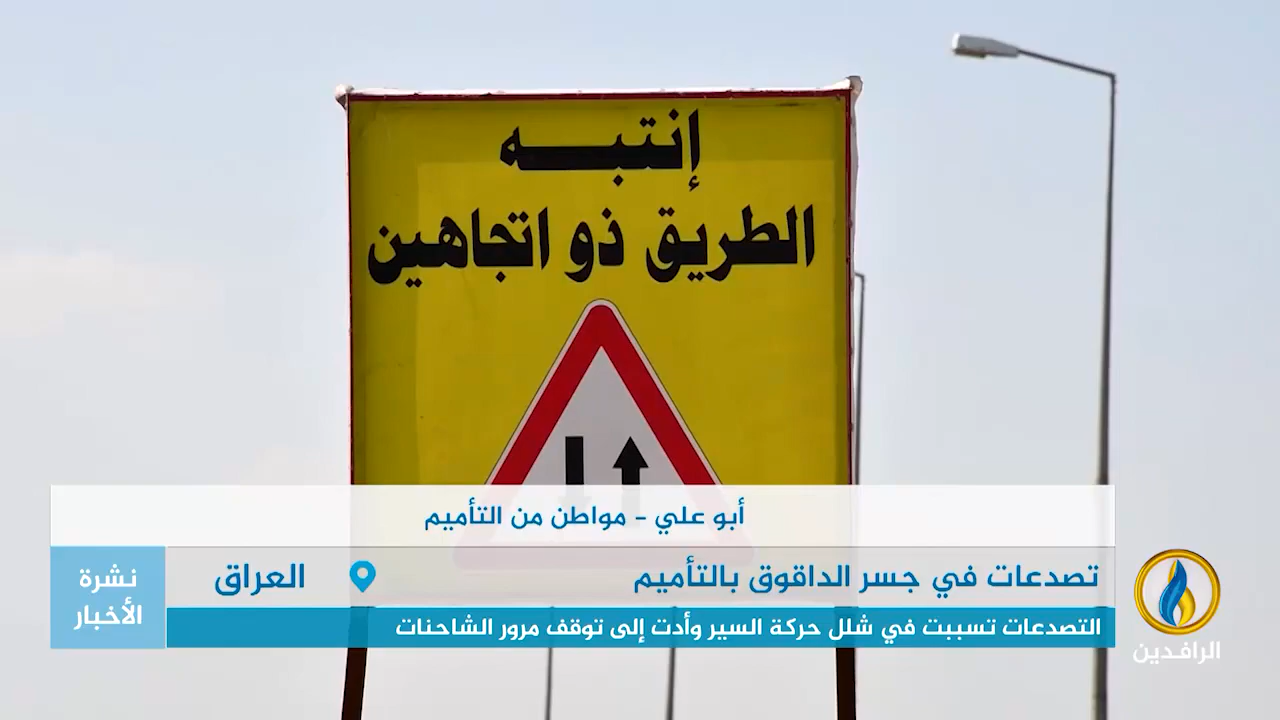 إنتبـــه
الطريق ذو اتجاهين
أبو علي - مواطن من التأميم
تصدعات في جسر الداقوق بالتأميم
العراق
التصدعات تسببت في شلل حركة السير وأدت إلى توقف مرور الشاحنات
نشرة
الأخبار
الرافدين